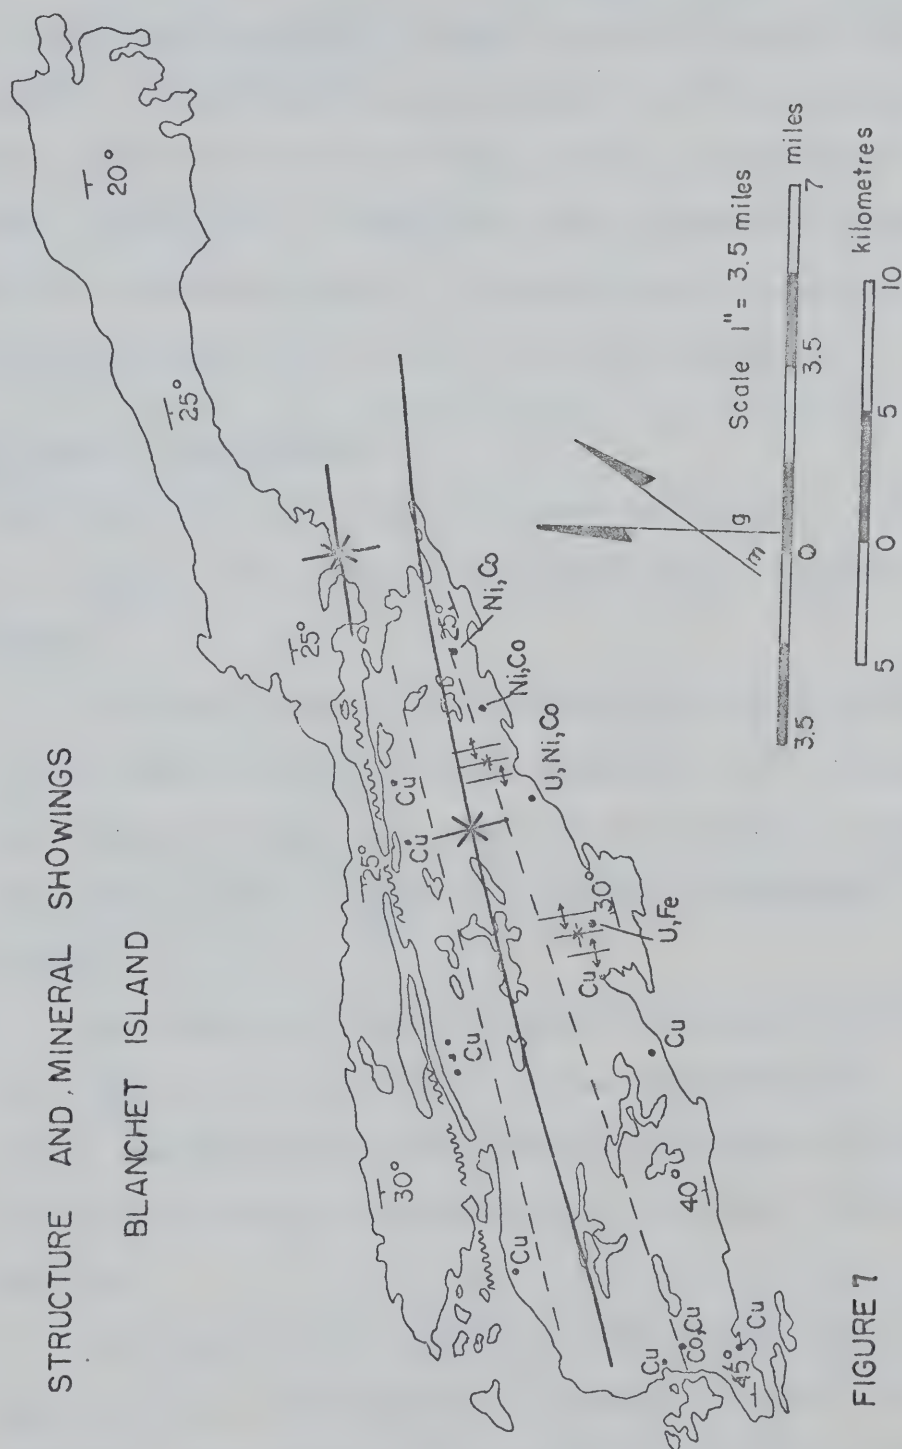 STRUCTURE AND MINERAL SHOWINGS
BLANCHET ISLAND
20°
25°
25°
25°
30°
Cu
Cu
Cu
Cu
25°
Ni,Co
Ni,Co
U,Ni,Co
30°
U,Fe
Cu
Cu
40°
Cu
Co,Cu
45°
Cu
g
m
Scale 1" = 3.5 miles
3.5 0 3.5 7 miles
5 0 5 10 kilometres
FIGURE 7